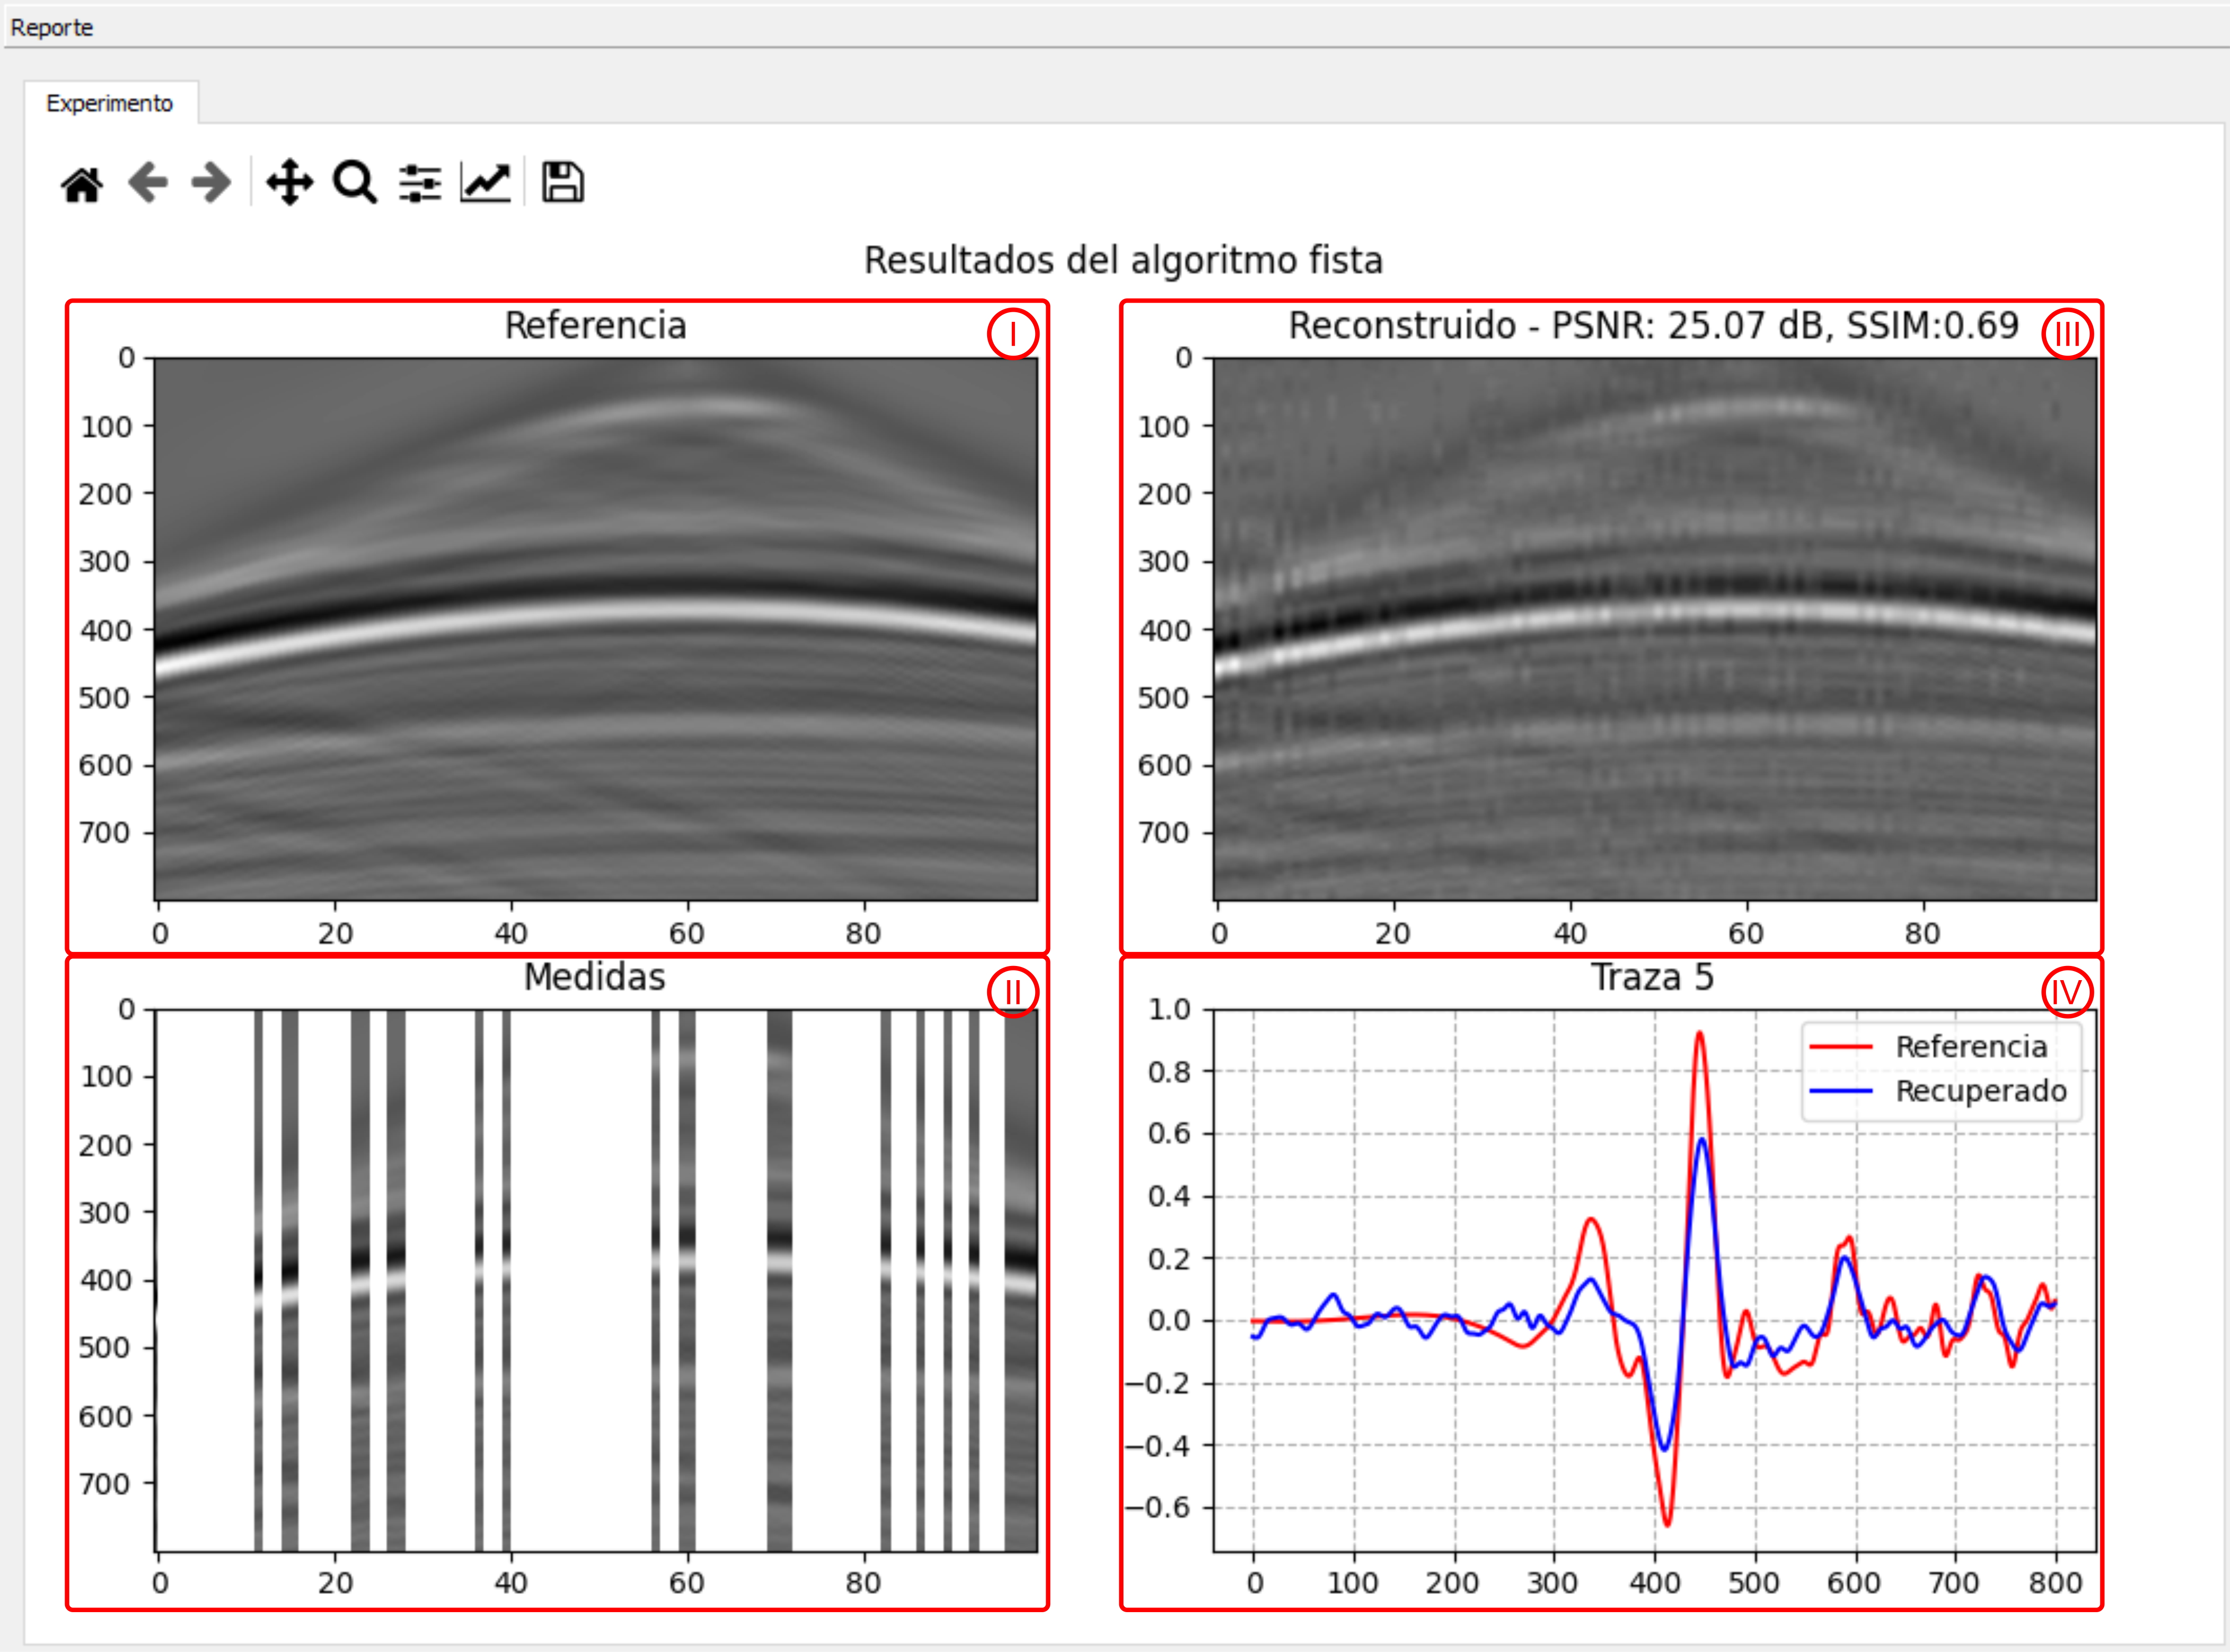 Reporte
Experimento
Resultados del algoritmo fista
Referencia
I
0
100
200
300
400
500
600
700
0 20 40 60 80
Reconstruido - PSNR: 25.07 dB, SSIM:0.69
III
0
100
200
300
400
500
600
700
0 20 40 60 80
Medidas
II
0
100
200
300
400
500
600
700
0 20 40 60 80
Traza 5
IV
1.0
0.8
0.6
0.4
0.2
0.0
−0.2
−0.4
−0.6
Referencia
Recuperado
0 100 200 300 400 500 600 700 800